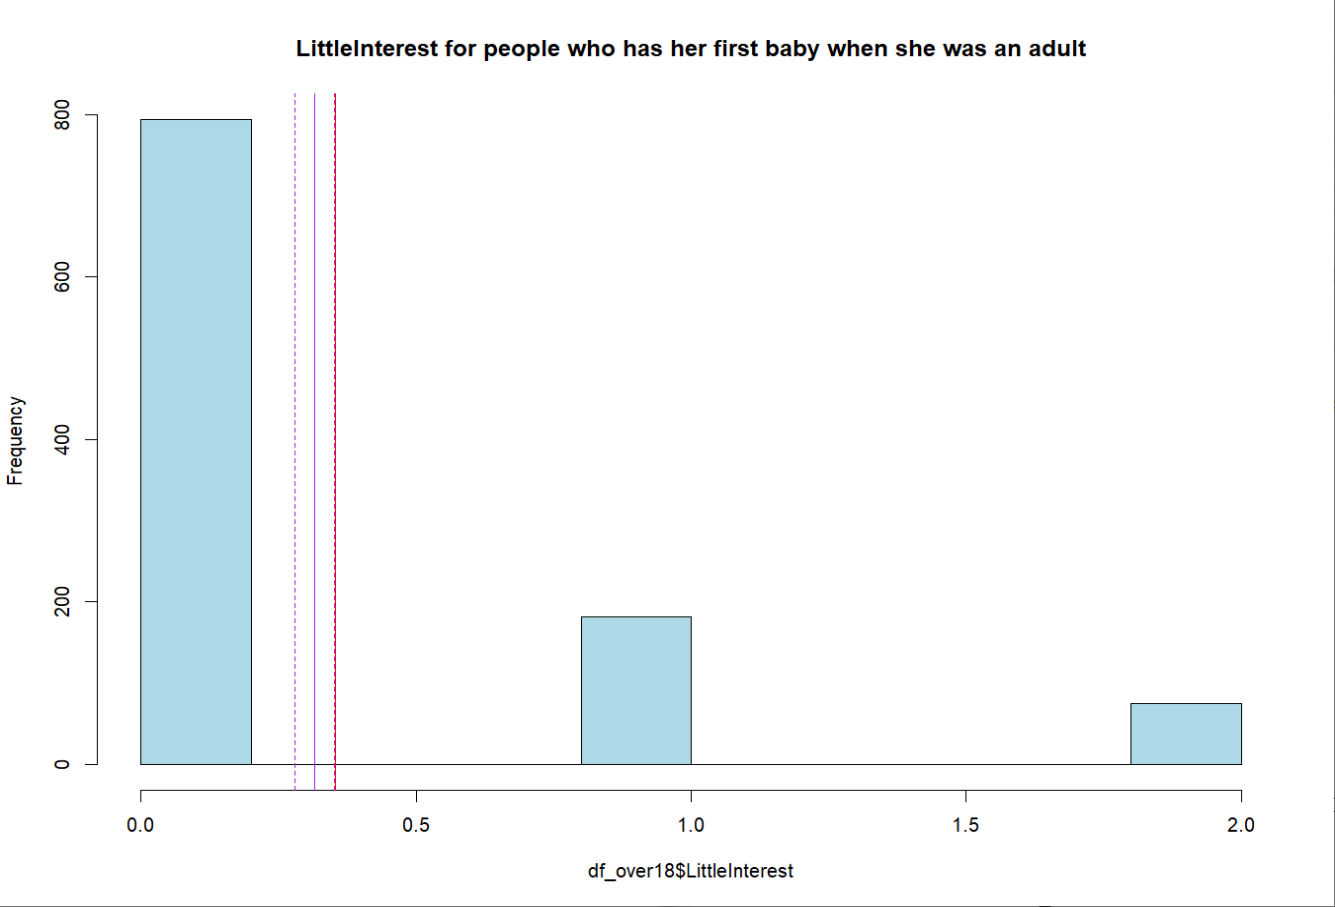 LittleInterest for people who has her first baby when she was an adult
800
600
400
200
0
Frequency
0.0 0.5 1.0 1.5 2.0
df_over18$LittleInterest